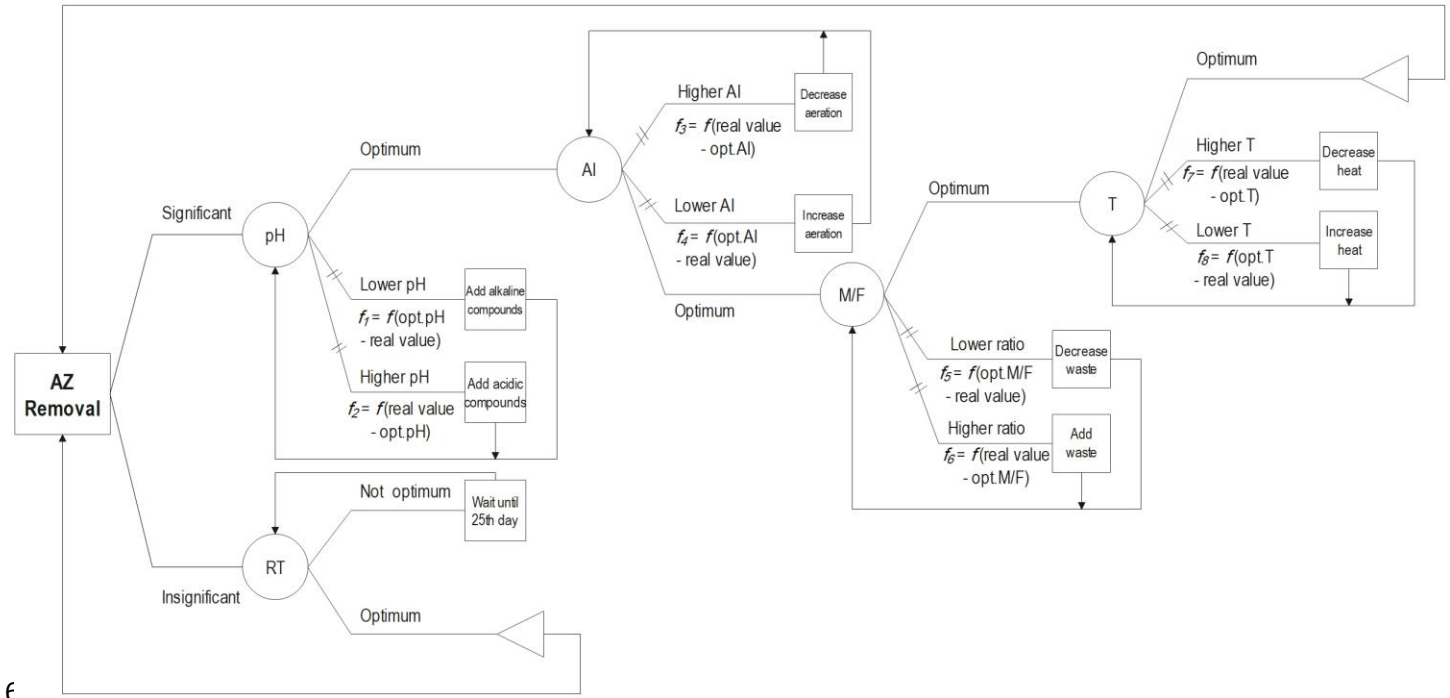 AZ
Removal
Significant
Insignificant
pH
Optimum
Lower pH
f1= f(opt.pH
- real value)
Add alkaline
compounds
Higher pH
f2= f(real value
- opt.pH)
Add acidic
compounds
RT
Not optimum
Wait until
25th day
Optimum
AI
Higher AI
f3= f(real value
- opt.AI)
Decrease
aeration
Lower AI
f4= f(opt.AI
- real value)
Increase
aeration
Optimum
M/F
Optimum
Lower ratio
f5= f(opt.M/F
- real value)
Decrease
waste
Higher ratio
f6= f(real value
- opt.M/F)
Add
waste
T
Optimum
Higher T
f7= f(real value
- opt.T)
Decrease
heat
Lower T
f8= f(opt.T
- real value)
Increase
heat